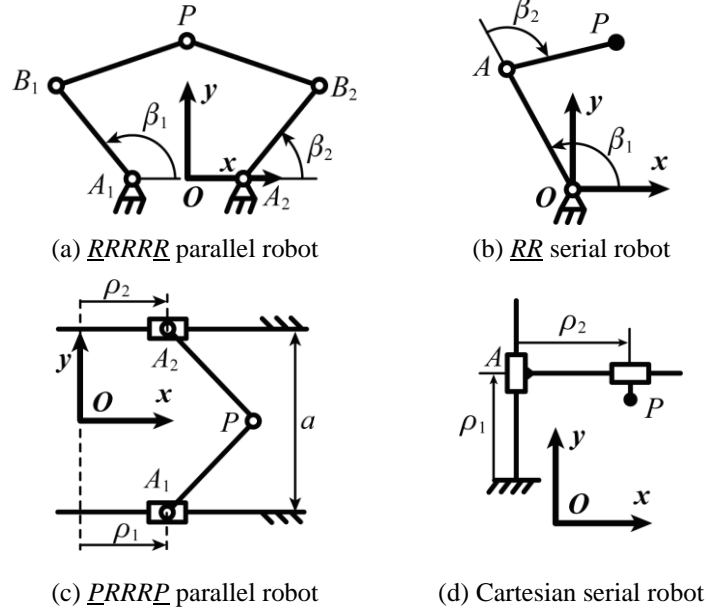 P
B₁
B₂
y
β₁
β₂
x
A₁
O
A₂
(a) RRRRR parallel robot
β₂
P
A
y
β₁
x
O
(b) RR serial robot
ρ₂
A₂
y
O
x
P
a
A₁
ρ₁
(c) PRRRP parallel robot
ρ₂
A
P
ρ₁
y
O
x
(d) Cartesian serial robot